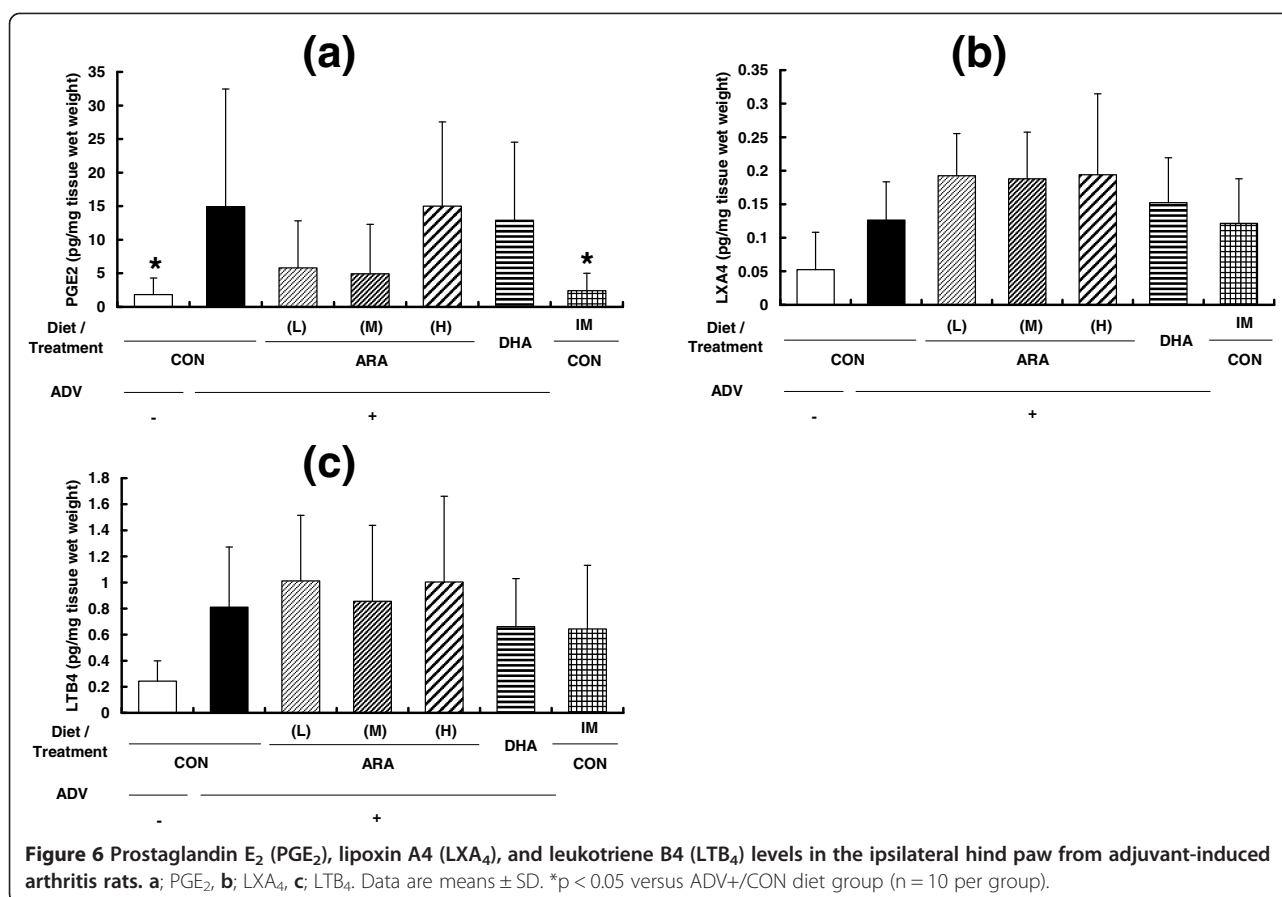 (a)
PGE2 (pg/mg tissue wet weight)
35
30
25
20
15
10
5
0
* *
Diet / (L) (M) (H) IM
Treatment DHA
CON ARA CON
ADV
- +
(b)
LXA4 (pg/mg tissue wet weight)
0.35
0.3
0.25
0.2
0.15
0.1
0.05
0
Diet / (L) (M) (H) IM
Treatment DHA
CON ARA CON
ADV
- +
(c)
LTB4 (pg/mg tissue wet weight)
1.8
1.6
1.4
1.2
1
0.8
0.6
0.4
0.2
0
Diet / (L) (M) (H) IM
Treatment DHA
CON ARA CON
ADV
- +
Figure 6 Prostaglandin E₂ (PGE₂), lipoxin A4 (LXA₄), and leukotriene B4 (LTB₄) levels in the ipsilateral hind paw from adjuvant-induced
arthritis rats. a; PGE₂, b; LXA₄, c; LTB₄. Data are means ± SD. *p < 0.05 versus ADV+/CON diet group (n = 10 per group).